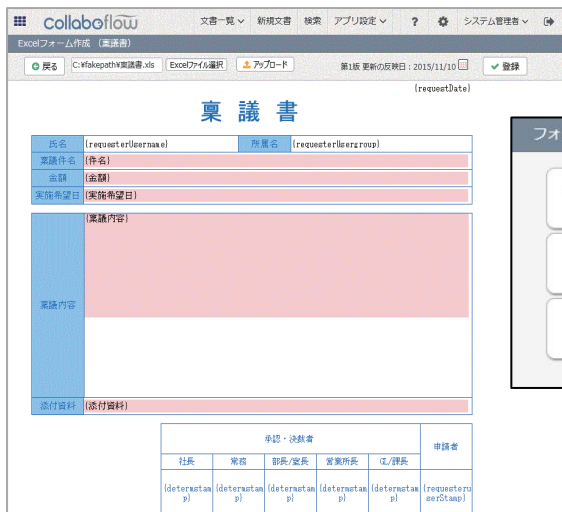 collaboflow 文書一覧 新規文書 検索 アプリ設定 ? システム管理者
Excelフォーム作成 (稟議書)
戻る C:¥fakepath¥稟議書.xls Excelファイル選択 アップロード 第1版 更新の反映日：2015/11/10 登録
{requestDate}
稟議書
氏名 {requesterUsername} 所属名 {requesterUsergroup}
稟議件名 {件名}
金額 {金額}
実施希望日 {実施希望日}
稟議内容 {稟議内容}
添付資料 {添付資料}
承認・決裁者 申請者
社長 常務 部長/室長 営業所長 GL/課長
{determstam {determstam {determstam {determstam {determstam {requesteru
p} p} p} p} p} serStamp}
フォ